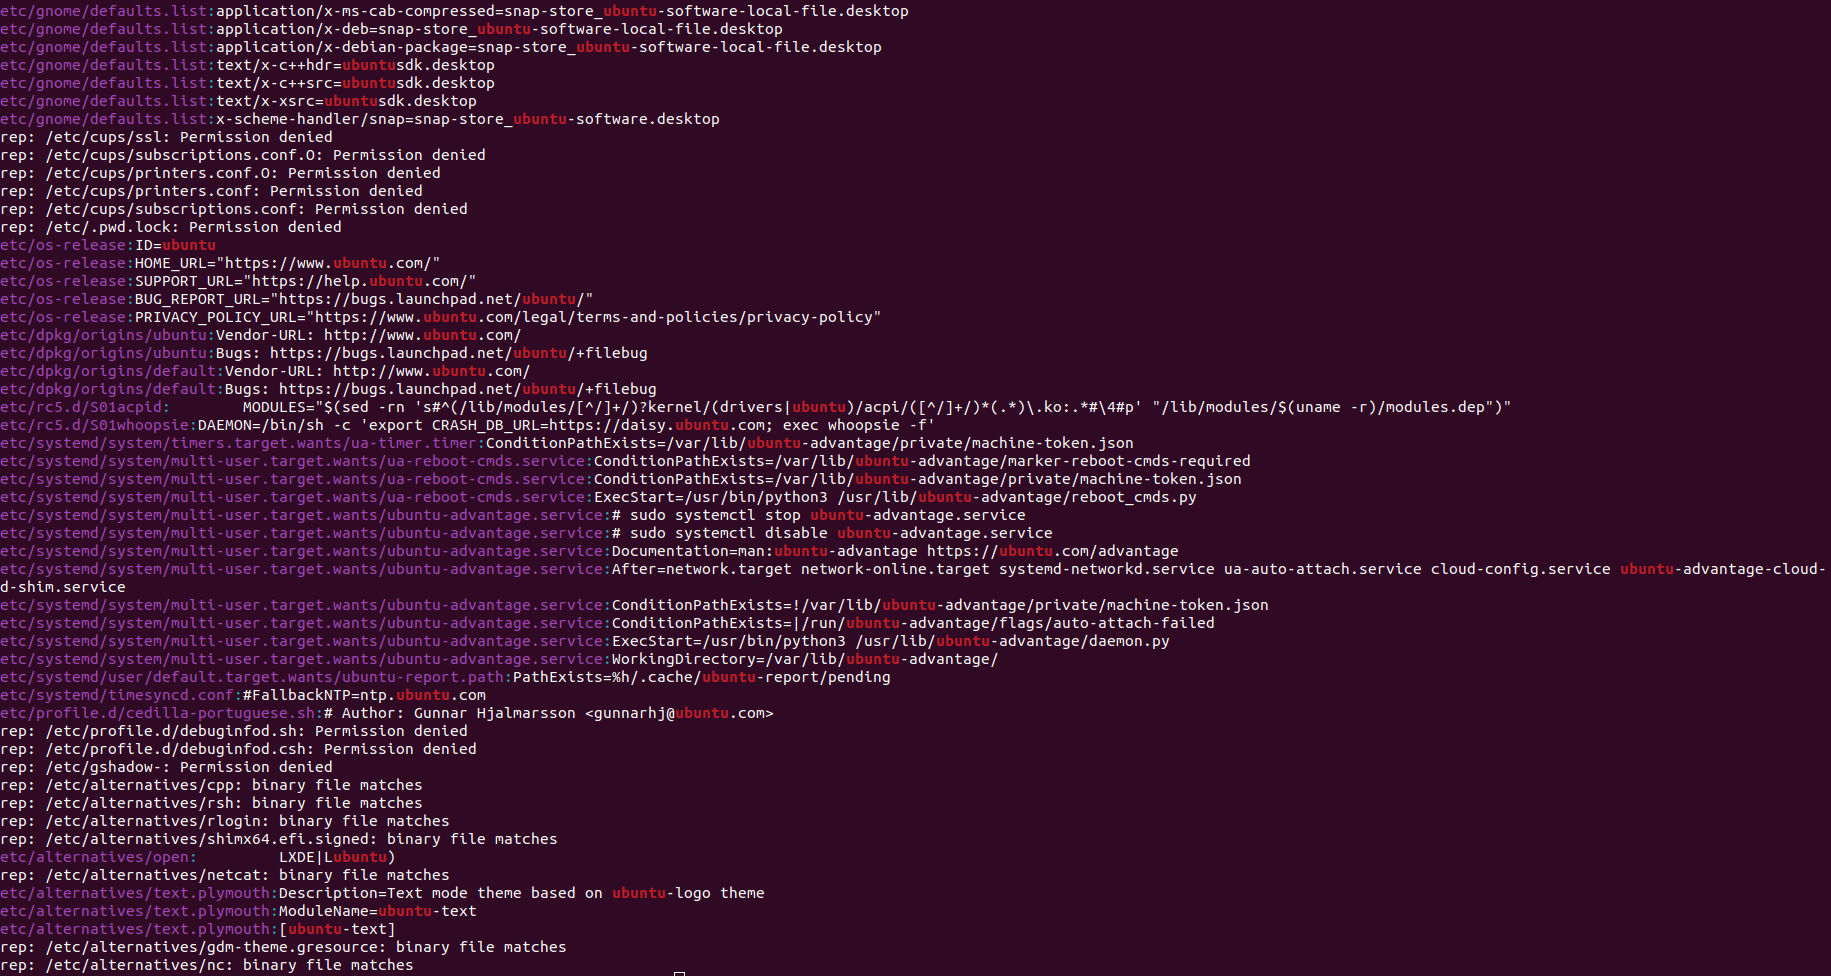 etc/gnome/defaults.list:application/x-ms-cab-compressed=snap-store_ubuntu-software-local-file.desktop
etc/gnome/defaults.list:application/x-deb=snap-store_ubuntu-software-local-file.desktop
etc/gnome/defaults.list:application/x-debian-package=snap-store_ubuntu-software-local-file.desktop
etc/gnome/defaults.list:text/x-c++hdr=ubuntusdk.desktop
etc/gnome/defaults.list:text/x-c++src=ubuntusdk.desktop
etc/gnome/defaults.list:text/x-xsrc=ubuntusdk.desktop
etc/gnome/defaults.list:x-scheme-handler/snap=snap-store_ubuntu-software.desktop
rep: /etc/cups/ssl: Permission denied
rep: /etc/cups/subscriptions.conf.O: Permission denied
rep: /etc/cups/printers.conf.O: Permission denied
rep: /etc/cups/printers.conf: Permission denied
rep: /etc/cups/subscriptions.conf: Permission denied
rep: /etc/.pwd.lock: Permission denied
etc/os-release:ID=ubuntu
etc/os-release:HOME_URL="https://www.ubuntu.com/"
etc/os-release:SUPPORT_URL="https://help.ubuntu.com/"
etc/os-release:BUG_REPORT_URL="https://bugs.launchpad.net/ubuntu/"
etc/os-release:PRIVACY_POLICY_URL="https://www.ubuntu.com/legal/terms-and-policies/privacy-policy"
etc/dpkg/origins/ubuntu:Vendor-URL: http://www.ubuntu.com/
etc/dpkg/origins/ubuntu:Bugs: https://bugs.launchpad.net/ubuntu/+filebug
etc/dpkg/origins/default:Vendor-URL: http://www.ubuntu.com/
etc/dpkg/origins/default:Bugs: https://bugs.launchpad.net/ubuntu/+filebug
etc/rc5.d/S01acpid:        MODULES="$(sed -rn 's#^(/lib/modules/[^/]+/)?kernel/(drivers|ubuntu)/acpi/([^/]+/)*(.*)\.ko:.*#\4#p' "/lib/modules/$(uname -r)/modules.dep")"
etc/rc5.d/S01whoopsie:DAEMON=/bin/sh -c 'export CRASH_DB_URL=https://daisy.ubuntu.com; exec whoopsie -f'
etc/systemd/system/timers.target.wants/ua-timer.timer:ConditionPathExists=/var/lib/ubuntu-advantage/private/machine-token.json
etc/systemd/system/multi-user.target.wants/ua-reboot-cmds.service:ConditionPathExists=/var/lib/ubuntu-advantage/marker-reboot-cmds-required
etc/systemd/system/multi-user.target.wants/ua-reboot-cmds.service:ConditionPathExists=/var/lib/ubuntu-advantage/private/machine-token.json
etc/systemd/system/multi-user.target.wants/ua-reboot-cmds.service:ExecStart=/usr/bin/python3 /usr/lib/ubuntu-advantage/reboot_cmds.py
etc/systemd/system/multi-user.target.wants/ubuntu-advantage.service:# sudo systemctl stop ubuntu-advantage.service
etc/systemd/system/multi-user.target.wants/ubuntu-advantage.service:# sudo systemctl disable ubuntu-advantage.service
etc/systemd/system/multi-user.target.wants/ubuntu-advantage.service:Documentation=man:ubuntu-advantage https://ubuntu.com/advantage
etc/systemd/system/multi-user.target.wants/ubuntu-advantage.service:After=network.target network-online.target systemd-networkd.service ua-auto-attach.service cloud-config.service ubuntu-advantage-cloud-
d-shim.service
etc/systemd/system/multi-user.target.wants/ubuntu-advantage.service:ConditionPathExists=!/var/lib/ubuntu-advantage/private/machine-token.json
etc/systemd/system/multi-user.target.wants/ubuntu-advantage.service:ConditionPathExists=|/run/ubuntu-advantage/flags/auto-attach-failed
etc/systemd/system/multi-user.target.wants/ubuntu-advantage.service:ExecStart=/usr/bin/python3 /usr/lib/ubuntu-advantage/daemon.py
etc/systemd/system/multi-user.target.wants/ubuntu-advantage.service:WorkingDirectory=/var/lib/ubuntu-advantage/
etc/systemd/user/default.target.wants/ubuntu-report.path:PathExists=%h/.cache/ubuntu-report/pending
etc/systemd/timesyncd.conf:#FallbackNTP=ntp.ubuntu.com
etc/profile.d/cedilla-portuguese.sh:# Author: Gunnar Hjalmarsson <gunnarhj@ubuntu.com>
rep: /etc/profile.d/debuginfod.sh: Permission denied
rep: /etc/profile.d/debuginfod.csh: Permission denied
rep: /etc/gshadow-: Permission denied
rep: /etc/alternatives/cpp: binary file matches
rep: /etc/alternatives/rsh: binary file matches
rep: /etc/alternatives/rlogin: binary file matches
rep: /etc/alternatives/shimx64.efi.signed: binary file matches
etc/alternatives/open:         LXDE|Lubuntu)
rep: /etc/alternatives/netcat: binary file matches
etc/alternatives/text.plymouth:Description=Text mode theme based on ubuntu-logo theme
etc/alternatives/text.plymouth:ModuleName=ubuntu-text
etc/alternatives/text.plymouth:[ubuntu-text]
rep: /etc/alternatives/gdm-theme.gresource: binary file matches
rep: /etc/alternatives/nc: binary file matches